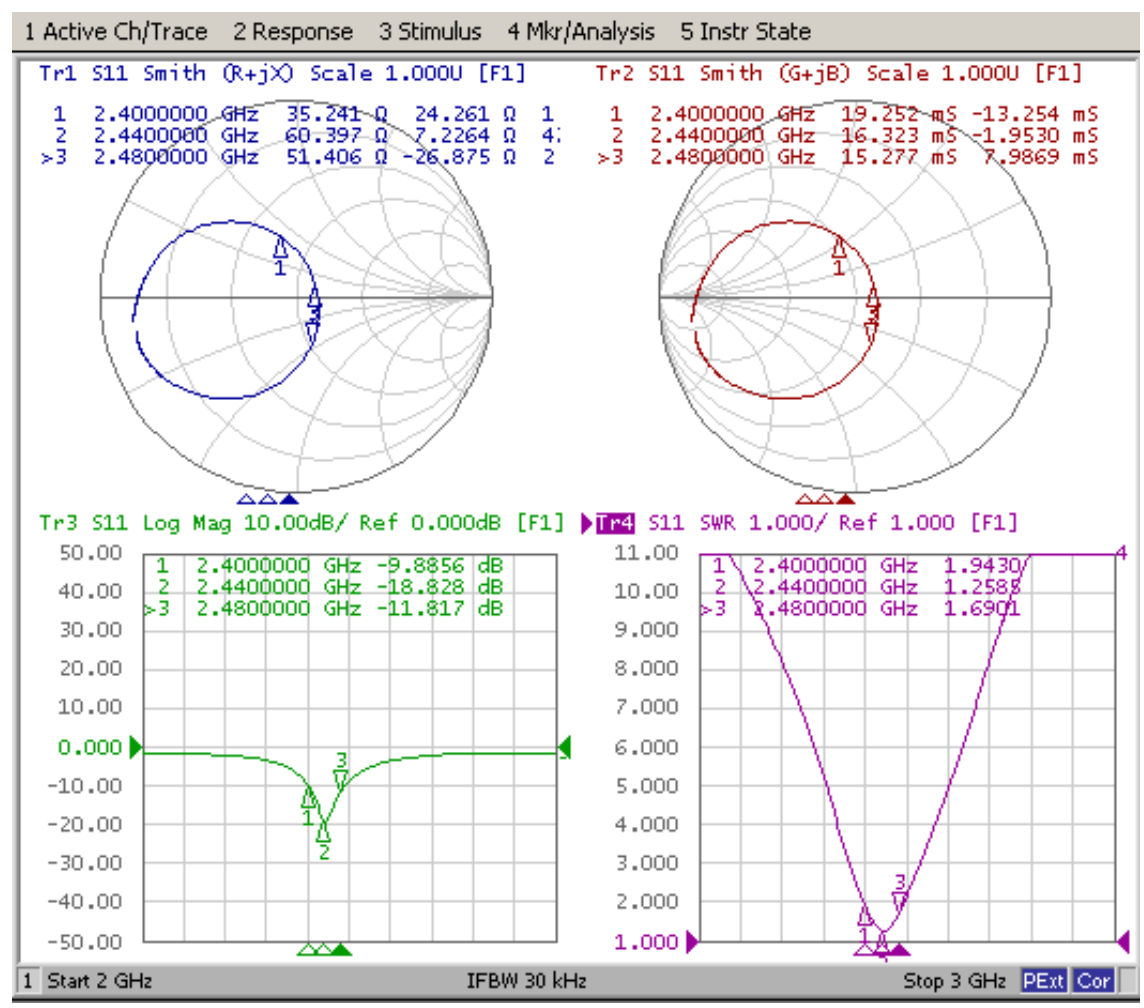 1 Active Ch/Trace 2 Response 3 Stimulus 4 Mkr/Analysis 5 Instr State
Tr1 S11 Smith (R+jX) Scale 1.000U [F1]
1 2.4000000 GHz 35.241 Ω 24.261 Ω 1
2 2.4400000 GHz 60.397 Ω 7.2264 Ω 4
>3 2.4800000 GHz 51.406 Ω -26.875 Ω 2
1
3
Tr2 S11 Smith (G+jB) Scale 1.000U [F1]
1 2.4000000 GHz 19.252 mS -13.254 mS
2 2.4400000 GHz 16.323 mS -1.9530 mS
>3 2.4800000 GHz 15.277 mS 7.9869 mS
1
3
Tr3 S11 Log Mag 10.00dB/ Ref 0.000dB [F1]
1 2.4000000 GHz -9.8856 dB
2 2.4400000 GHz -18.828 dB
>3 2.4800000 GHz -11.817 dB
50.00
40.00
30.00
20.00
10.00
0.000
-10.00
-20.00
-30.00
-40.00
-50.00
3
1
2
Tr4 S11 SWR 1.000/ Ref 1.000 [F1]
1 2.4000000 GHz 1.9430
2 2.4400000 GHz 1.2585
>3 2.4800000 GHz 1.6901
11.00
10.00
9.000
8.000
7.000
6.000
5.000
4.000
3.000
2.000
1.000
4
3
1
1 Start 2 GHz IFBW 30 kHz Stop 3 GHz PExt Cor